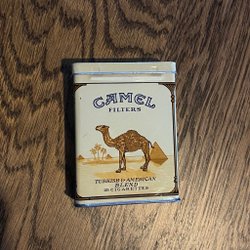 CAMEL
FILTERS
TURKISH & AMERICAN
BLEND
20 CIGARETTES